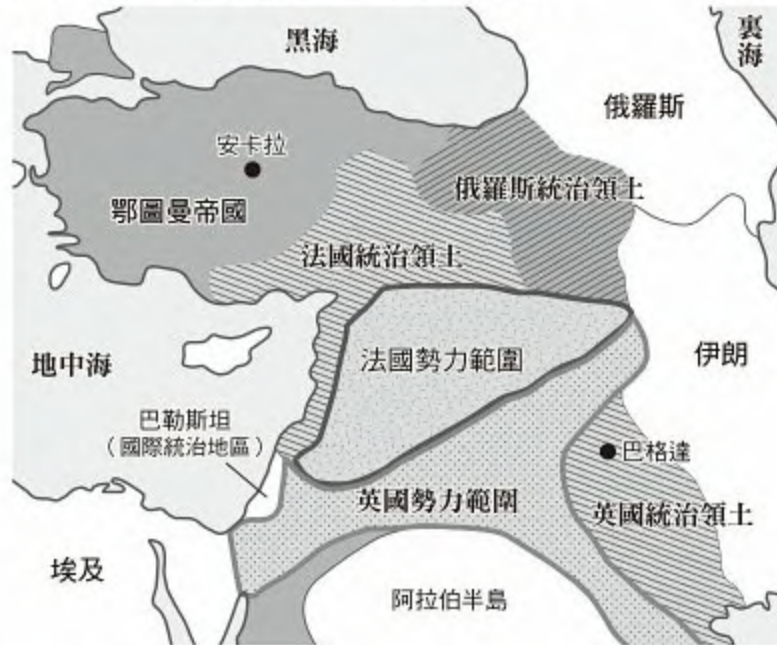 黑海
裏海
俄羅斯
安卡拉
俄羅斯統治領土
鄂圖曼帝國
法國統治領土
地中海
法國勢力範圍
伊朗
巴勒斯坦
（國際統治地區）
巴格達
英國勢力範圍
英國統治領土
埃及
阿拉伯半島